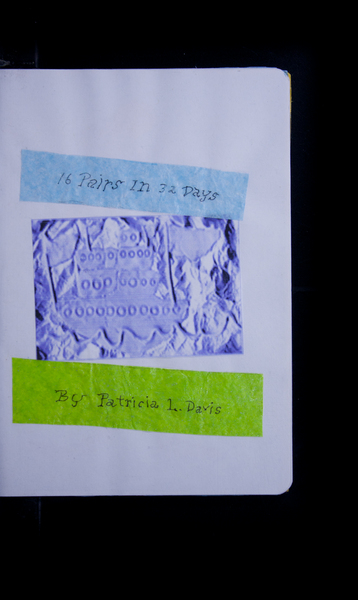 16 Pairs In 32 Days
By Patricia L. Davis